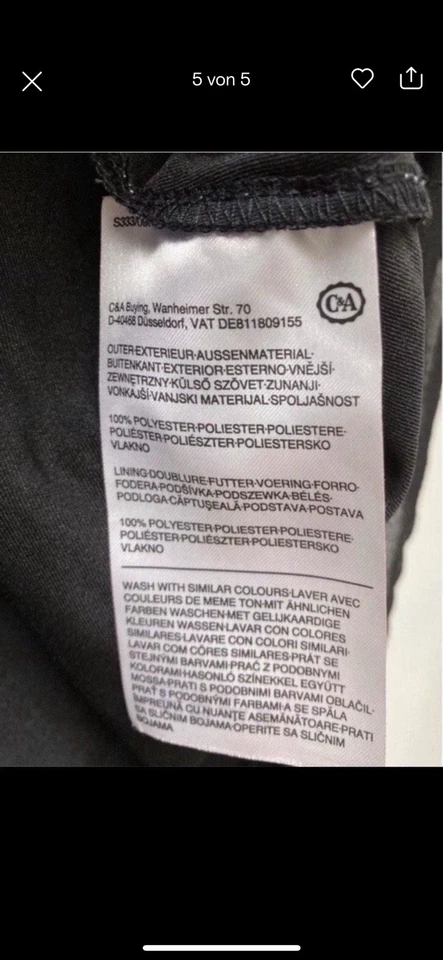 5 von 5
C&A
C&A Buying, Wanheimer Str. 70
D-40468 Düsseldorf, VAT DE811809155
OUTER·EXTERIEUR·AUSSENMATERIAL·
BUITENKANT·EXTERIOR·ESTERNO·VNĚJŠÍ·
ZEWNĘTRZNY·KÜLSŐ SZÖVET·ZUNANJI·
VONKAJŠÍ·VANJSKI MATERIJAL·SPOLJAŠNOST
100% POLYESTER·POLIESTER·POLIESTERE·
POLIÉSTER·POLIÉSZTER·POLIESTERSKO
VLAKNO
LINING·DOUBLURE·FUTTER·VOERING·FORRO·
FODERA·PODŠÍVKA·PODSZEWKA·BÉLÉS·
PODLOGA·CĂPTUŞEALĂ·PODSTAVA·POSTAVA
100% POLYESTER·POLIESTER·POLIESTERE·
POLIÉSTER·POLIÉSZTER·POLIESTERSKO
VLAKNO
WASH WITH SIMILAR COLOURS·LAVER AVEC
COULEURS DE MEME TON·MIT ÄHNLICHEN
FARBEN WASCHEN·MET GELIJKAARDIGE
KLEUREN WASSEN·LAVAR CON COLORES
SIMILARES·LAVARE CON COLORI SIMILARI·
LAVAR COM CÔRES SIMILARES·PRÁT SE
STEJNÝMI BARVAMI·PRAĆ Z PODOBNYMI
KOLORAMI·HASONLÓ SZÍNEKKEL EGYÜTT
MOSSA·PRATI S PODOBNIMI BARVAMI OBLAČIL·
PRAŤ S PODOBNÝMI FARBAMI·A SE SPĂLA
ÎMPREUNĂ CU NUANŢE ASEMĂNĂTOARE·PRATI
SA SLIČNIM BOJAMA·OPERITE SA SLIČNIM
BOJAMA